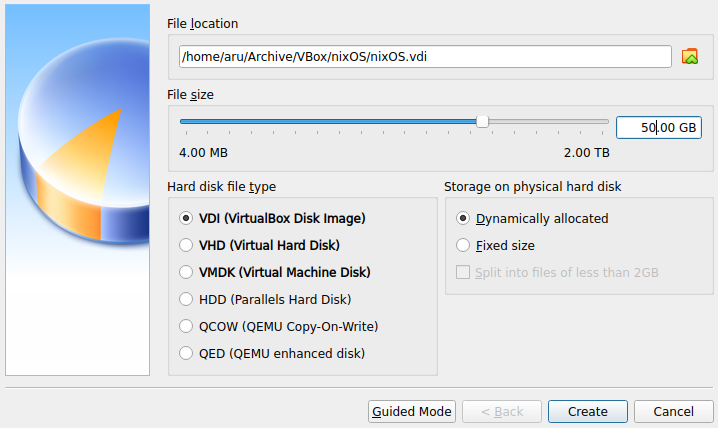 File location
/home/aru/Archive/VBox/nixOS/nixOS.vdi
File size
50.00 GB
4.00 MB
2.00 TB
Hard disk file type
VDI (VirtualBox Disk Image)
VHD (Virtual Hard Disk)
VMDK (Virtual Machine Disk)
HDD (Parallels Hard Disk)
QCOW (QEMU Copy-On-Write)
QED (QEMU enhanced disk)
Storage on physical hard disk
Dynamically allocated
Fixed size
Split into files of less than 2GB
Guided Mode
< Back
Create
Cancel